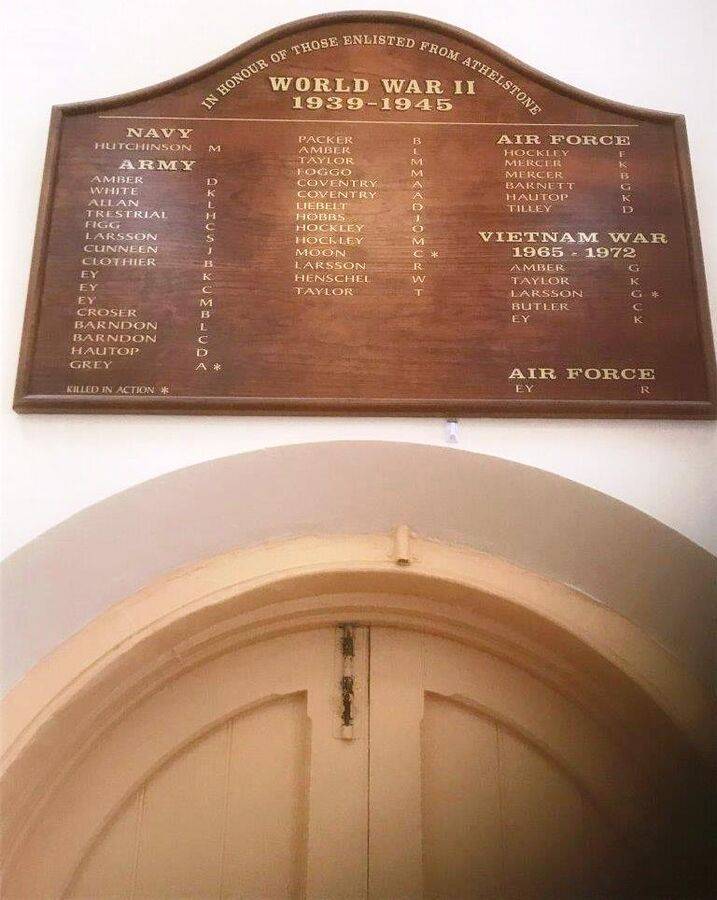 IN HONOUR OF THOSE ENLISTED FROM ATHELSTONE
WORLD WAR II
1939-1945
NAVY
HUTCHINSON M
ARMY
AMBER D
WHITE K
ALLAN L
TRESTRIAL H
FIGG C
LARSSON S
CUNNEEN J
CLOTHIER B
EY K
EY C
EY M
CROSER B
BARNDON L
BARNDON C
HAUTOP D
GREY A *
KILLED IN ACTION *
PACKER B
AMBER L
TAYLOR M
FOGGO M
COVENTRY A
COVENTRY A
LIEBELT D
HOBBS J
HOCKLEY O
HOCKLEY M
MOON C *
LARSSON R
HENSCHEL W
TAYLOR T
AIR FORCE
HOCKLEY F
MERCER K
MERCER B
BARNETT G
HAUTOP K
TILLEY D
VIETNAM WAR
1965 - 1972
AMBER G
TAYLOR K
LARSSON G *
BUTLER C
EY K
AIR FORCE
EY R